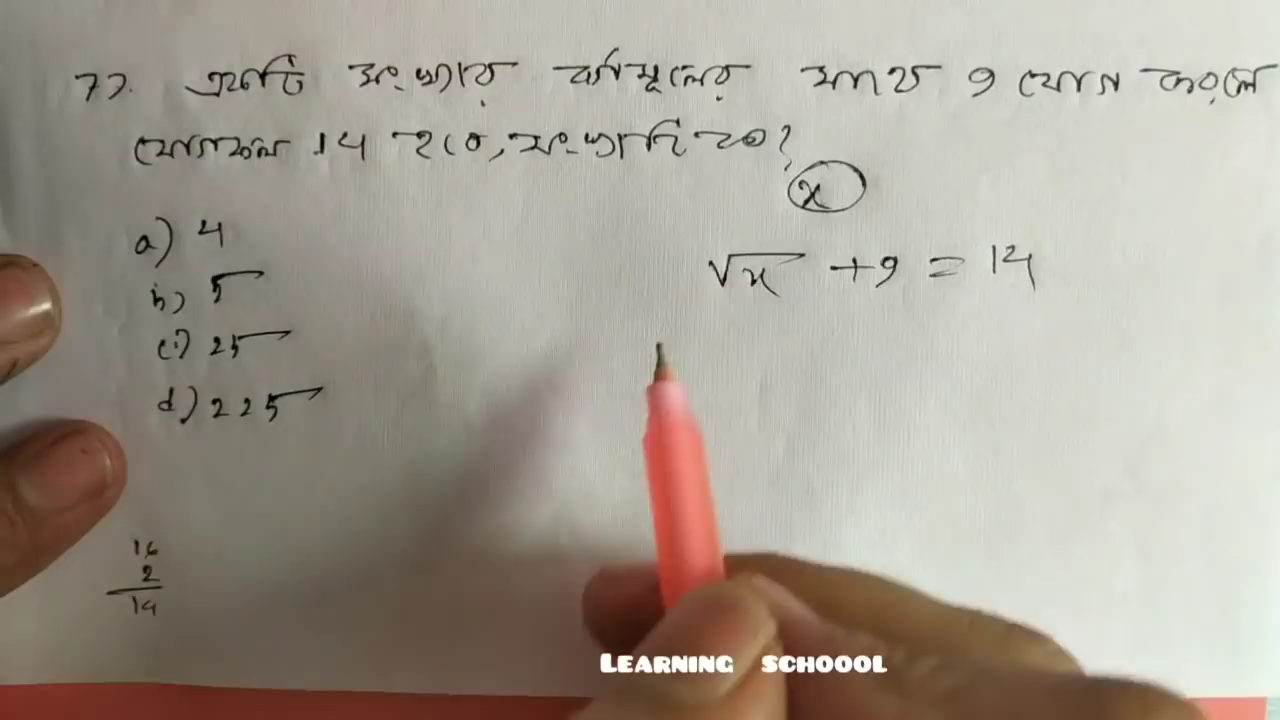 77. একটি সংখ্যার বর্গমূলের সাথে 9 যোগ করলে
যোগফল 14 হবে, সংখ্যাটি কত?
x
a) 4
b) 5
c) 25
d) 225
√x + 9 = 14
16
2
14
LEARNING SCHOOOL